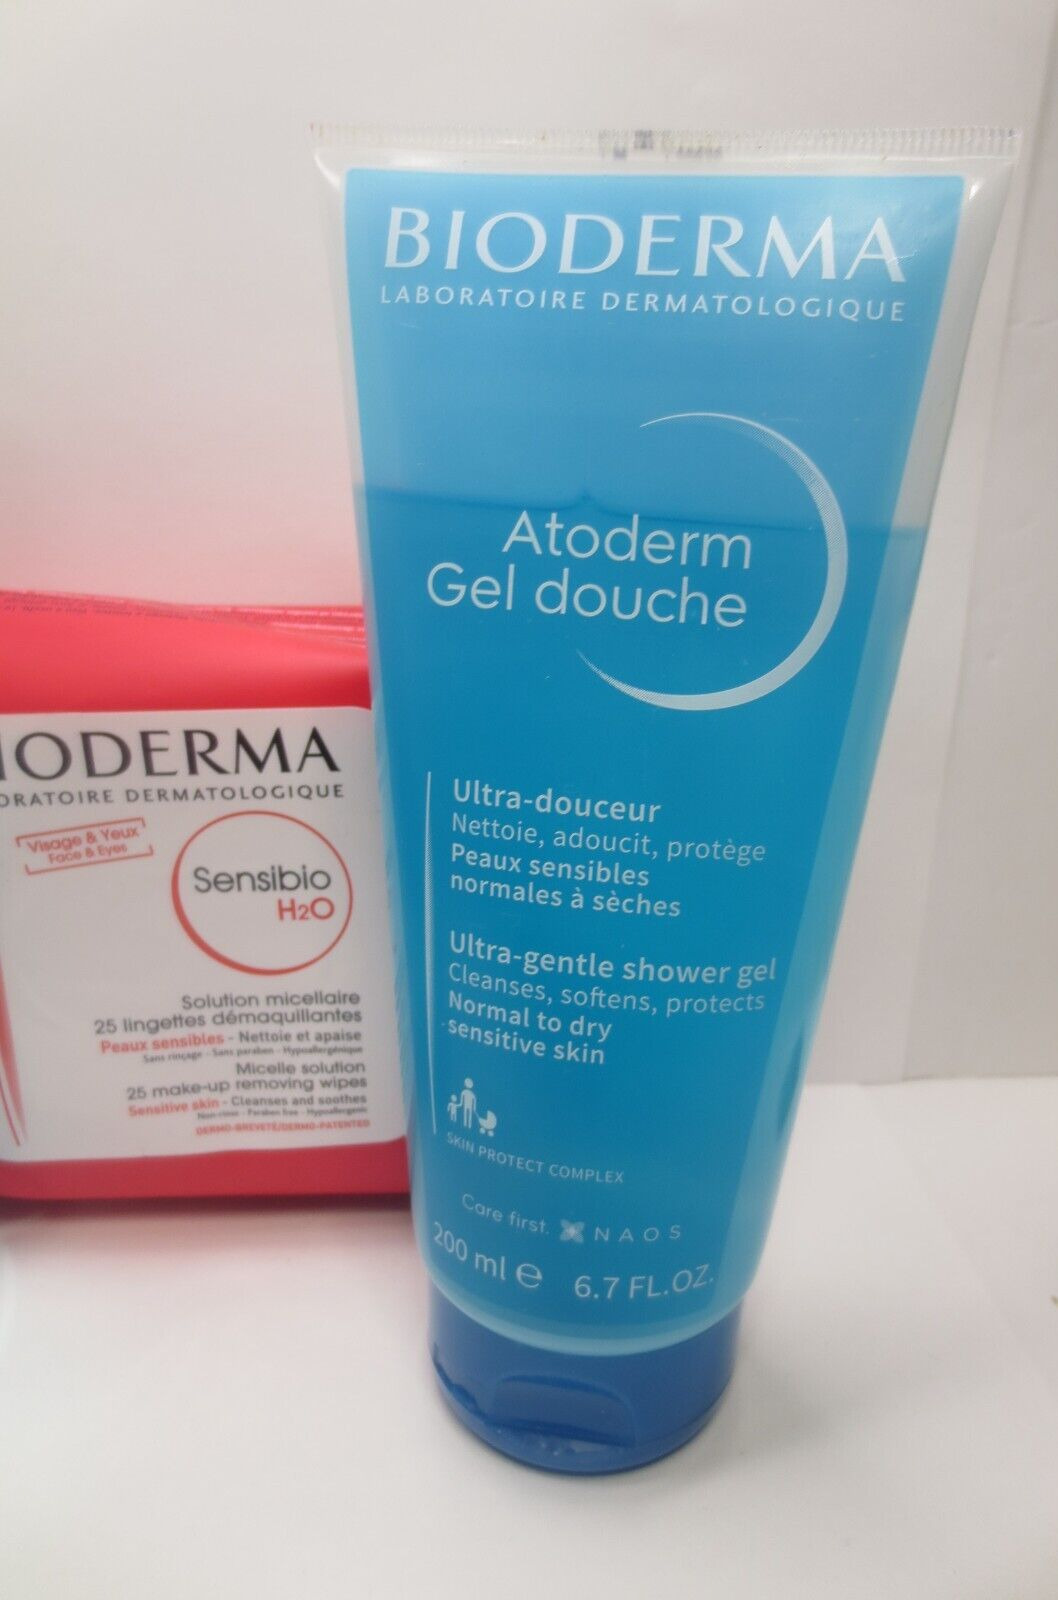 BIODERMA
LABORATOIRE DERMATOLOGIQUE
Atoderm
Gel douche
Ultra-douceur
Nettoie, adoucit, protège
Peaux sensibles
normales à sèches
Ultra-gentle shower gel
Cleanses, softens, protects
Normal to dry
sensitive skin
SKIN PROTECT COMPLEX
Care first. NAOS
200 ml e 6.7 FL.OZ.
IODERMA
ORATOIRE DERMATOLOGIQUE
Visage & Yeux
Face & Eyes
Sensibio
H2O
Solution micellaire
25 lingettes démaquillantes
Peaux sensibles - Nettoie et apaise
Sans rinçage - Sans paraben - Hypoallergénique
Micelle solution
25 make-up removing wipes
Sensitive skin - Cleanses and soothes
Non-rinse - Paraben free - Hypoallergenic
DERMO-BREVETÉ/DERMO-PATENTED